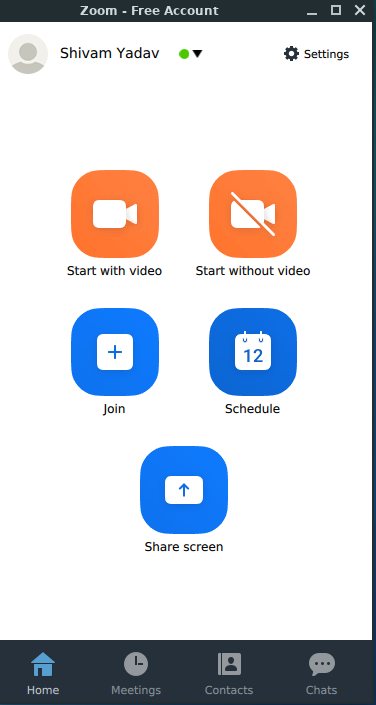 Zoom - Free Account
Shivam Yadav
Settings
Start with video
Start without video
12
Join
Schedule
Share screen
Home
Meetings
Contacts
Chats